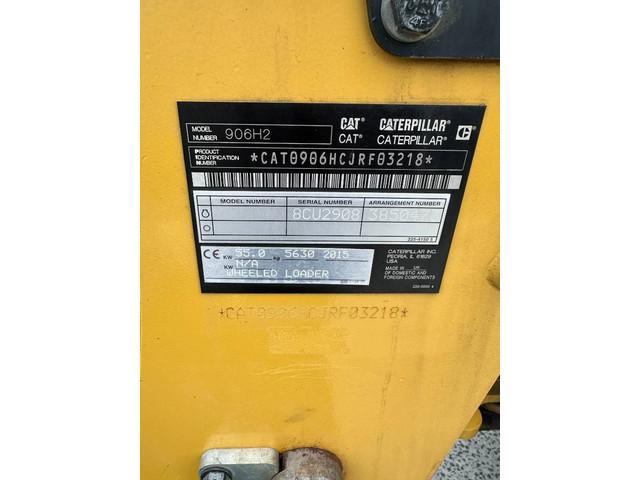 MODEL NUMBER 906H2 CAT® CATERPILLAR®
CAT® CATERPILLAR®
PRODUCT IDENTIFICATION NUMBER *CAT0906HCJRF03218*
MODEL NUMBER SERIAL NUMBER ARRANGEMENT NUMBER
8CU2908
CE KW 55.0 kg 5630 2015
KW N/A
WHEELED LOADER
CATERPILLAR INC.
PEORIA, IL 61629
USA
MADE IN US
OF DOMESTIC AND
FOREIGN COMPONENTS
*CAT0906HCJRF03218*